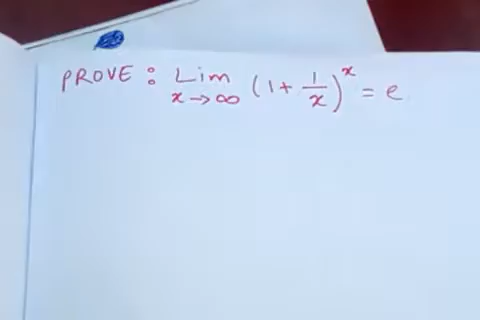 PROVE : Lim x→∞ (1 + 1/x)^x = e